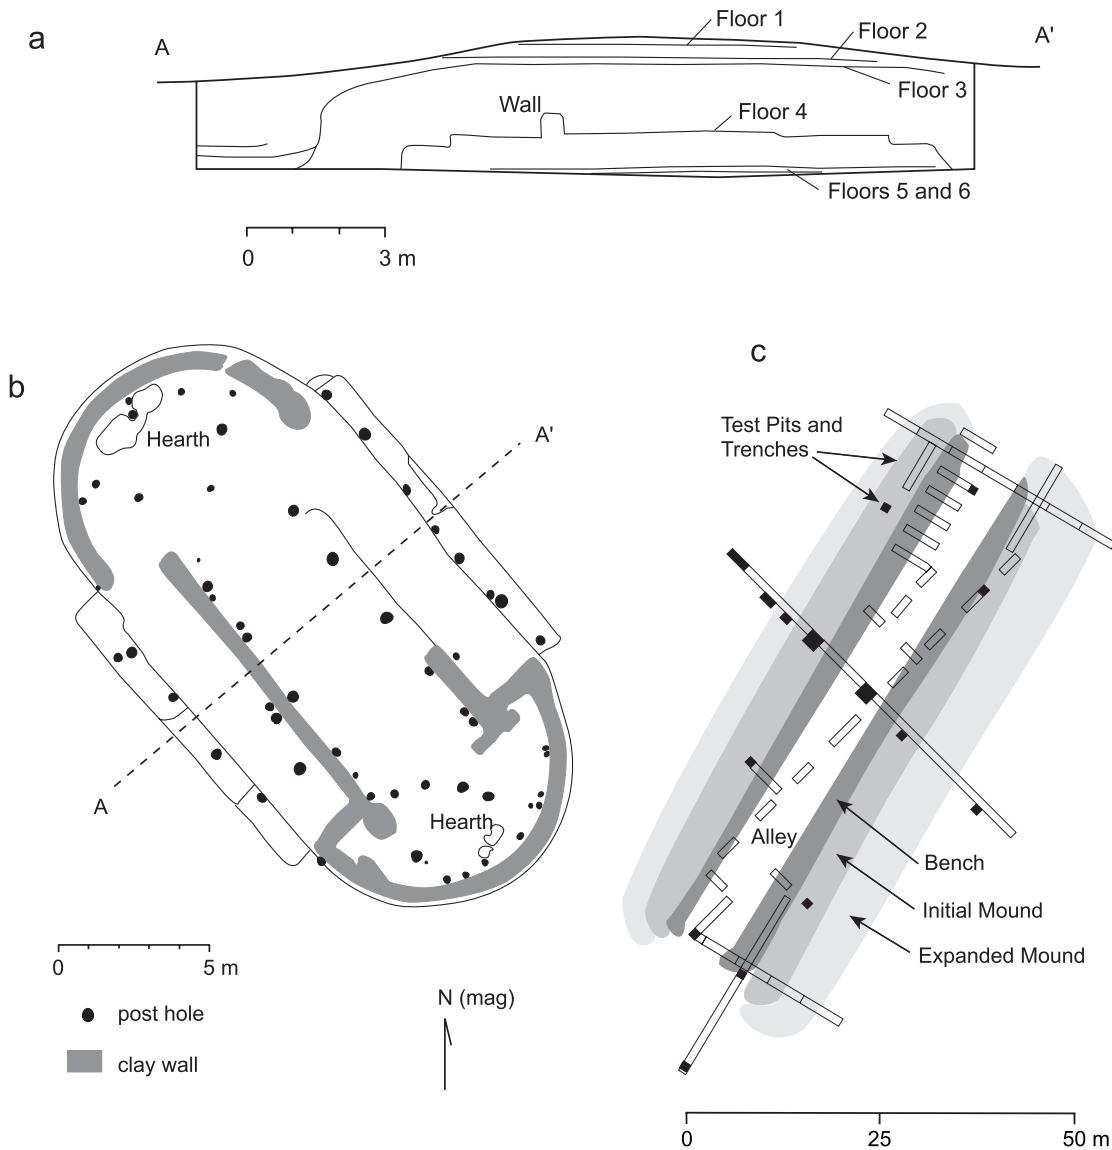 a
A
A'
Floor 1
Floor 2
Floor 3
Wall
Floor 4
Floors 5 and 6
0
3 m
b
Hearth
A'
A
Hearth
0
5 m
post hole
clay wall
N (mag)
c
Test Pits and
Trenches
Alley
Bench
Initial Mound
Expanded Mound
0
25
50 m